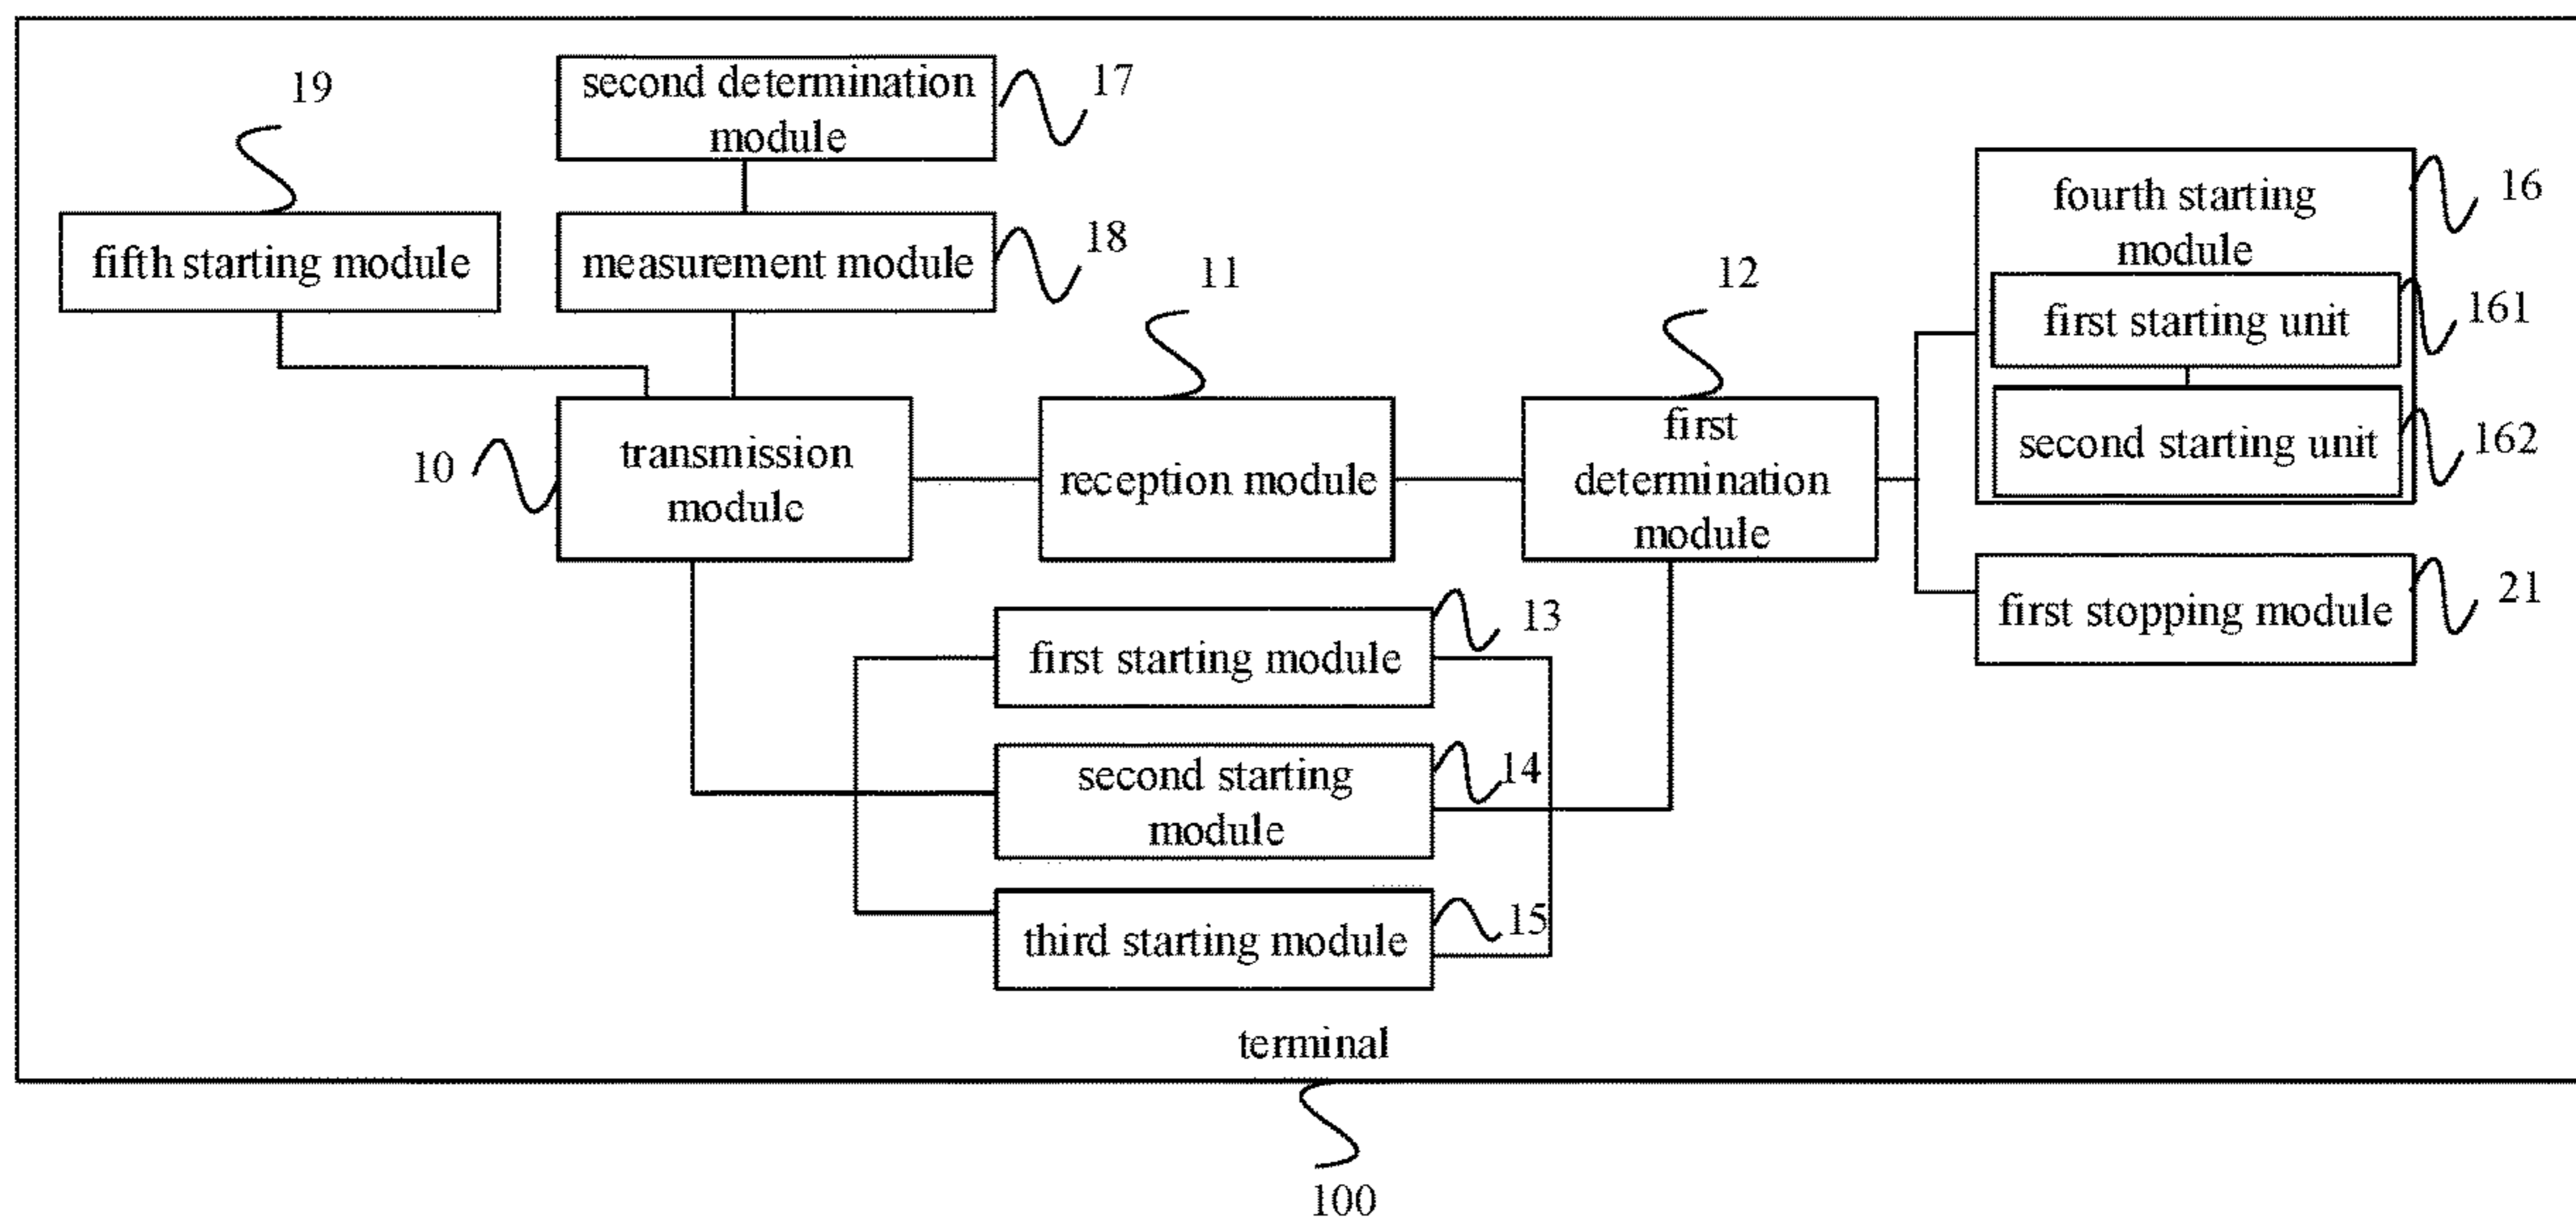 19
second determination
module
17
fifth starting module
measurement module
18
11
12
fourth starting
module
16
first starting unit
161
second starting unit
162
10
transmission
module
reception module
first
determination
module
first stopping module
21
first starting module
13
second starting
module
14
third starting module
15
terminal
100